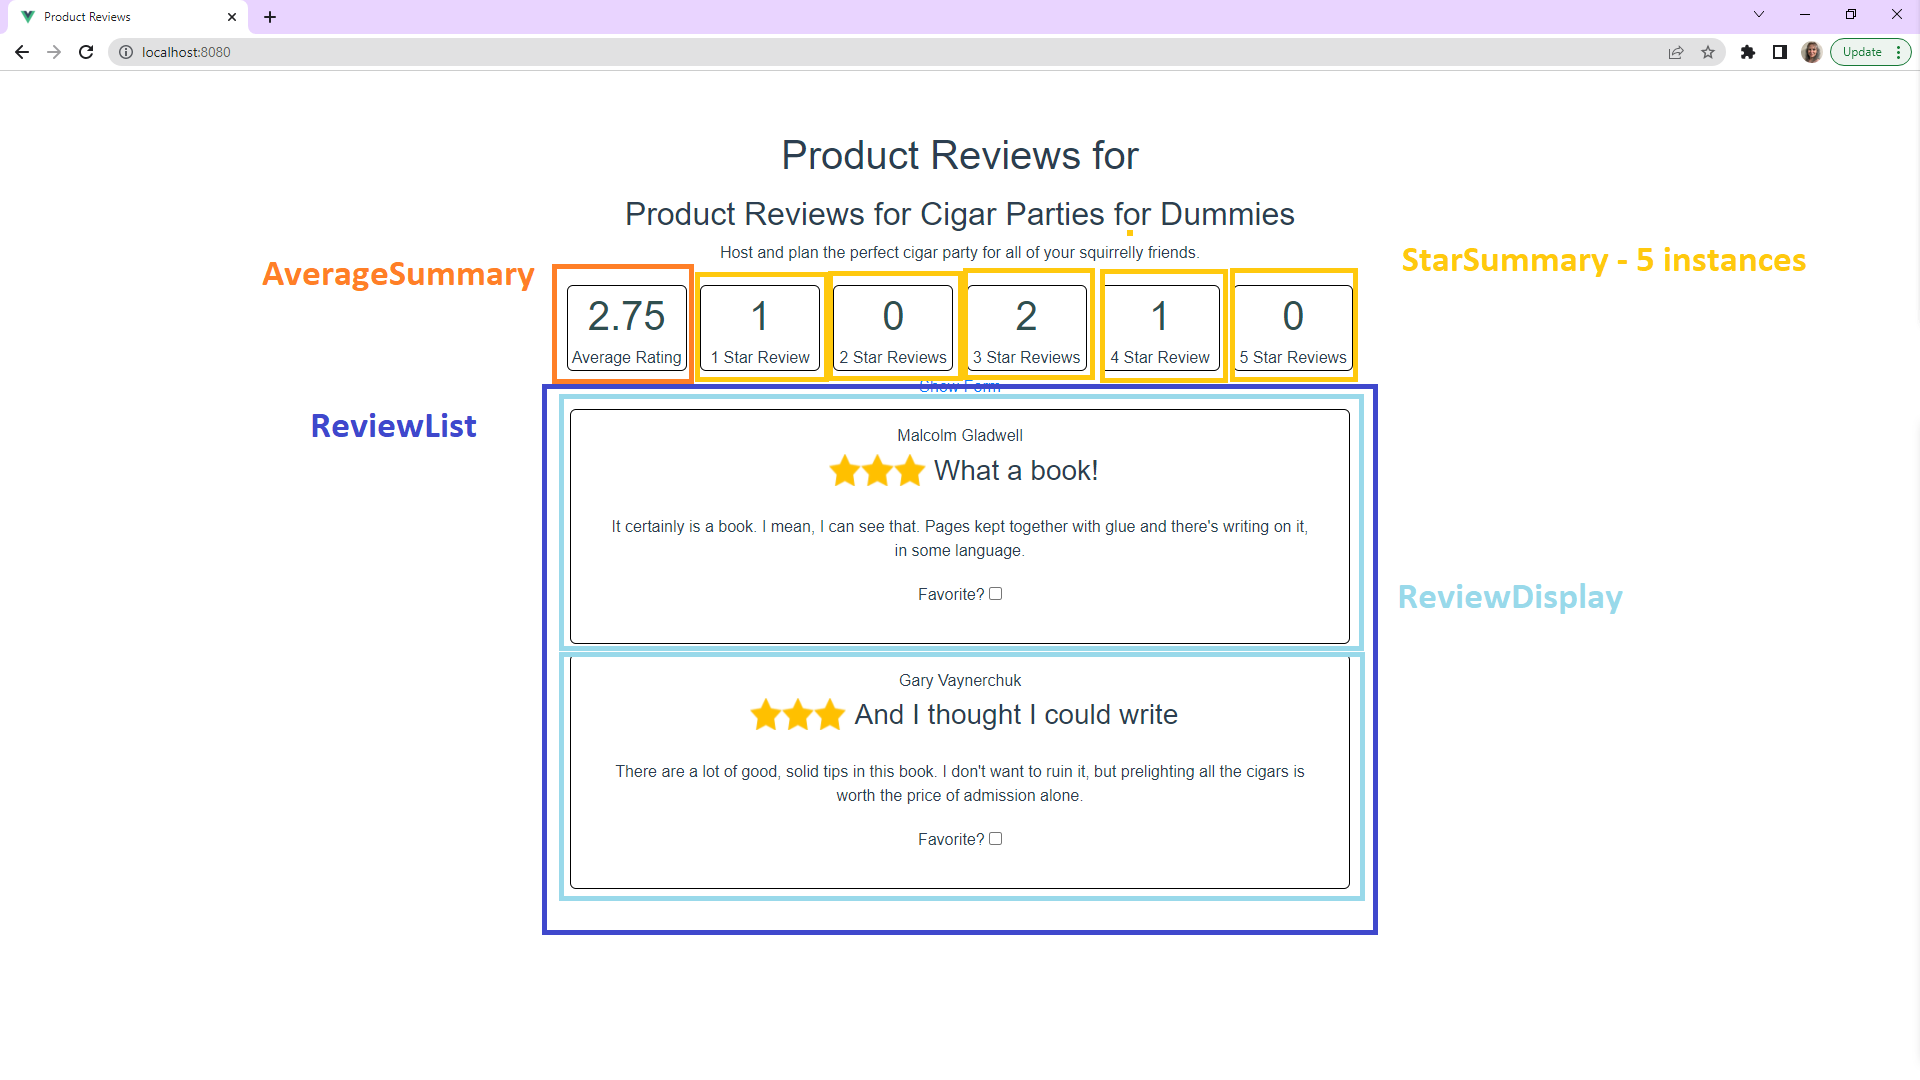 Product Reviews
localhost:8080
Update
Product Reviews for
Product Reviews for Cigar Parties for Dummies
Host and plan the perfect cigar party for all of your squirrelly friends.
AverageSummary
StarSummary - 5 instances
2.75 1 0 2 1 0
Average Rating 1 Star Review 2 Star Reviews 3 Star Reviews 4 Star Review 5 Star Reviews
Show Form
ReviewList
Malcolm Gladwell
What a book!
It certainly is a book. I mean, I can see that. Pages kept together with glue and there's writing on it,
in some language.
Favorite?
ReviewDisplay
Gary Vaynerchuk
And I thought I could write
There are a lot of good, solid tips in this book. I don't want to ruin it, but prelighting all the cigars is
worth the price of admission alone.
Favorite?